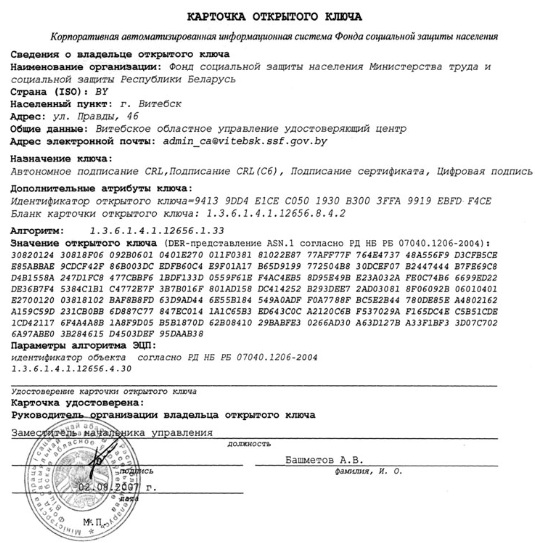 КАРТОЧКА ОТКРЫТОГО КЛЮЧА
Корпоративная автоматизированная информационная система Фонда социальной защиты населения
Сведения о владельце открытого ключа
Наименование организации: Фонд социальной защиты населения Министерства труда и
социальной защиты Республики Беларусь
Страна (ISO): BY
Населенный пункт: г. Витебск
Адрес: ул. Правды, 46
Общие данные: Витебское областное управление удостоверяющий центр
Адрес электронной почты: admin_ca@vitebsk.ssf.gov.by
Назначение ключа:
Автономное подписание CRL,Подписание CRL(C6), Подписание сертификата, Цифровая подпись
Дополнительные атрибуты ключа:
Идентификатор открытого ключа=9413 9DD4 E1CE C050 1930 B300 3FFA 9919 EBFD F4CE
Бланк карточки открытого ключа:1.3.6.1.4.1.12656.8.4.2
Алгоритм: 1.3.6.1.4.1.12656.1.33
Значение открытого ключа (DER-представление ASN.1 согласно РД НБ РБ 07040.1206-2004):
30820124 30818F06 092B0601 0401E270 011F0381 81022E87 77AFF77F 764E4737 48A556F9 D3CFB5CE
E85ABBAE 9CDCF42F 86B003DC EDFB60C4 E9F01A17 B65D9199 772504B8 30DCEF07 B2447444 B7FE69C8
D4B1558A 247D1FC8 477CBBF6 1BDF133D 0559F61E F4AC4EB5 8D95E49B E23A032A FE0C74B6 6699ED22
DE36B7F4 5384C1B1 C4772E7F 3B7B016F 801AD158 DC414252 B293DEE7 2AD03081 8F06092B 06010401
E2700120 03818102 BAF8B8FD 63D9AD44 6E55B184 549A0ADF F0A7788F BC5E2B44 780DE85E A4802162
A159C59D 231CB0BB 6D887C77 847EC014 1A1C65B3 ED643C0C A2120C6B F537029A F165DC4E C5B51CDE
1CD42117 6F4A4A8B 1A8F9D05 B5B1870D 62B08410 29BABFE3 0266AD30 A63D127B A33F1BF3 3D07C702
6A97ABE0 3B284615 D4503DEF 95DAAB38
Параметры алгоритма ЭЦП:
идентификатор объекта согласно РД НБ РБ 07040.1206-2004
1.3.6.1.4.1.12656.4.30
Удостоверение карточки открытого ключа
Карточка удостоверена:
Руководитель организации владельца открытого ключа
Заместитель начальника управления
должность
Башметов А.В.
подпись
фамилия, И. О.
02.08.2007 г.
дата
М.П.